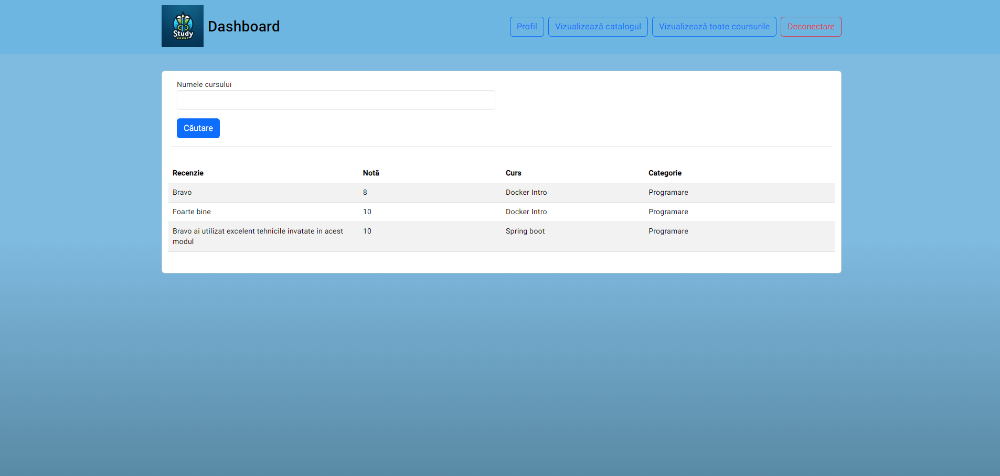 Study
BUDDY
Dashboard
Profil
Vizualizează catalogul
Vizualizează toate coursurile
Deconectare
Numele cursului
Căutare
Recenzie Notă Curs Categorie
Bravo 8 Docker Intro Programare
Foarte bine 10 Docker Intro Programare
Bravo ai utilizat excelent tehnicile invatate in acest 10 Spring boot Programare
modul